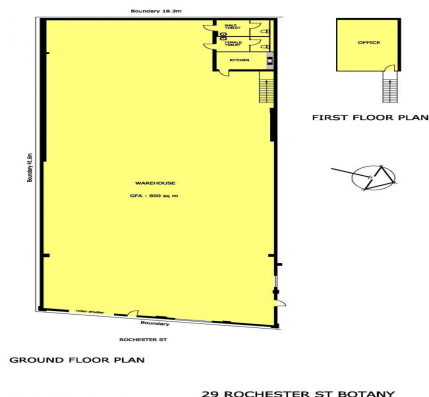 Boundary 18.3m
MALE
TOILET
FEMALE
TOILET
KITCHEN
OFFICE
FIRST FLOOR PLAN
WAREHOUSE
GFA - 800 sq m
roller shutter
Boundary
ROCHESTER ST
GROUND FLOOR PLAN
29 ROCHESTER ST BOTANY